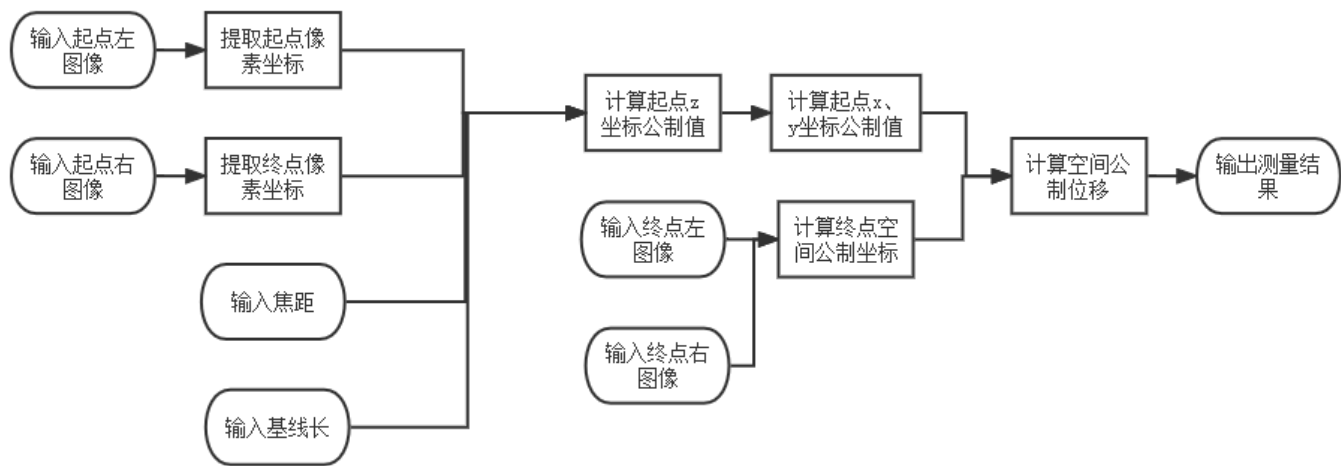 输入起点左
图像
提取起点像
素坐标
输入起点右
图像
提取终点像
素坐标
输入焦距
输入基线长
计算起点z
坐标公制值
计算起点x、
y坐标公制值
输入终点左
图像
计算终点空
间公制坐标
输入终点右
图像
计算空间公
制位移
输出测量结
果